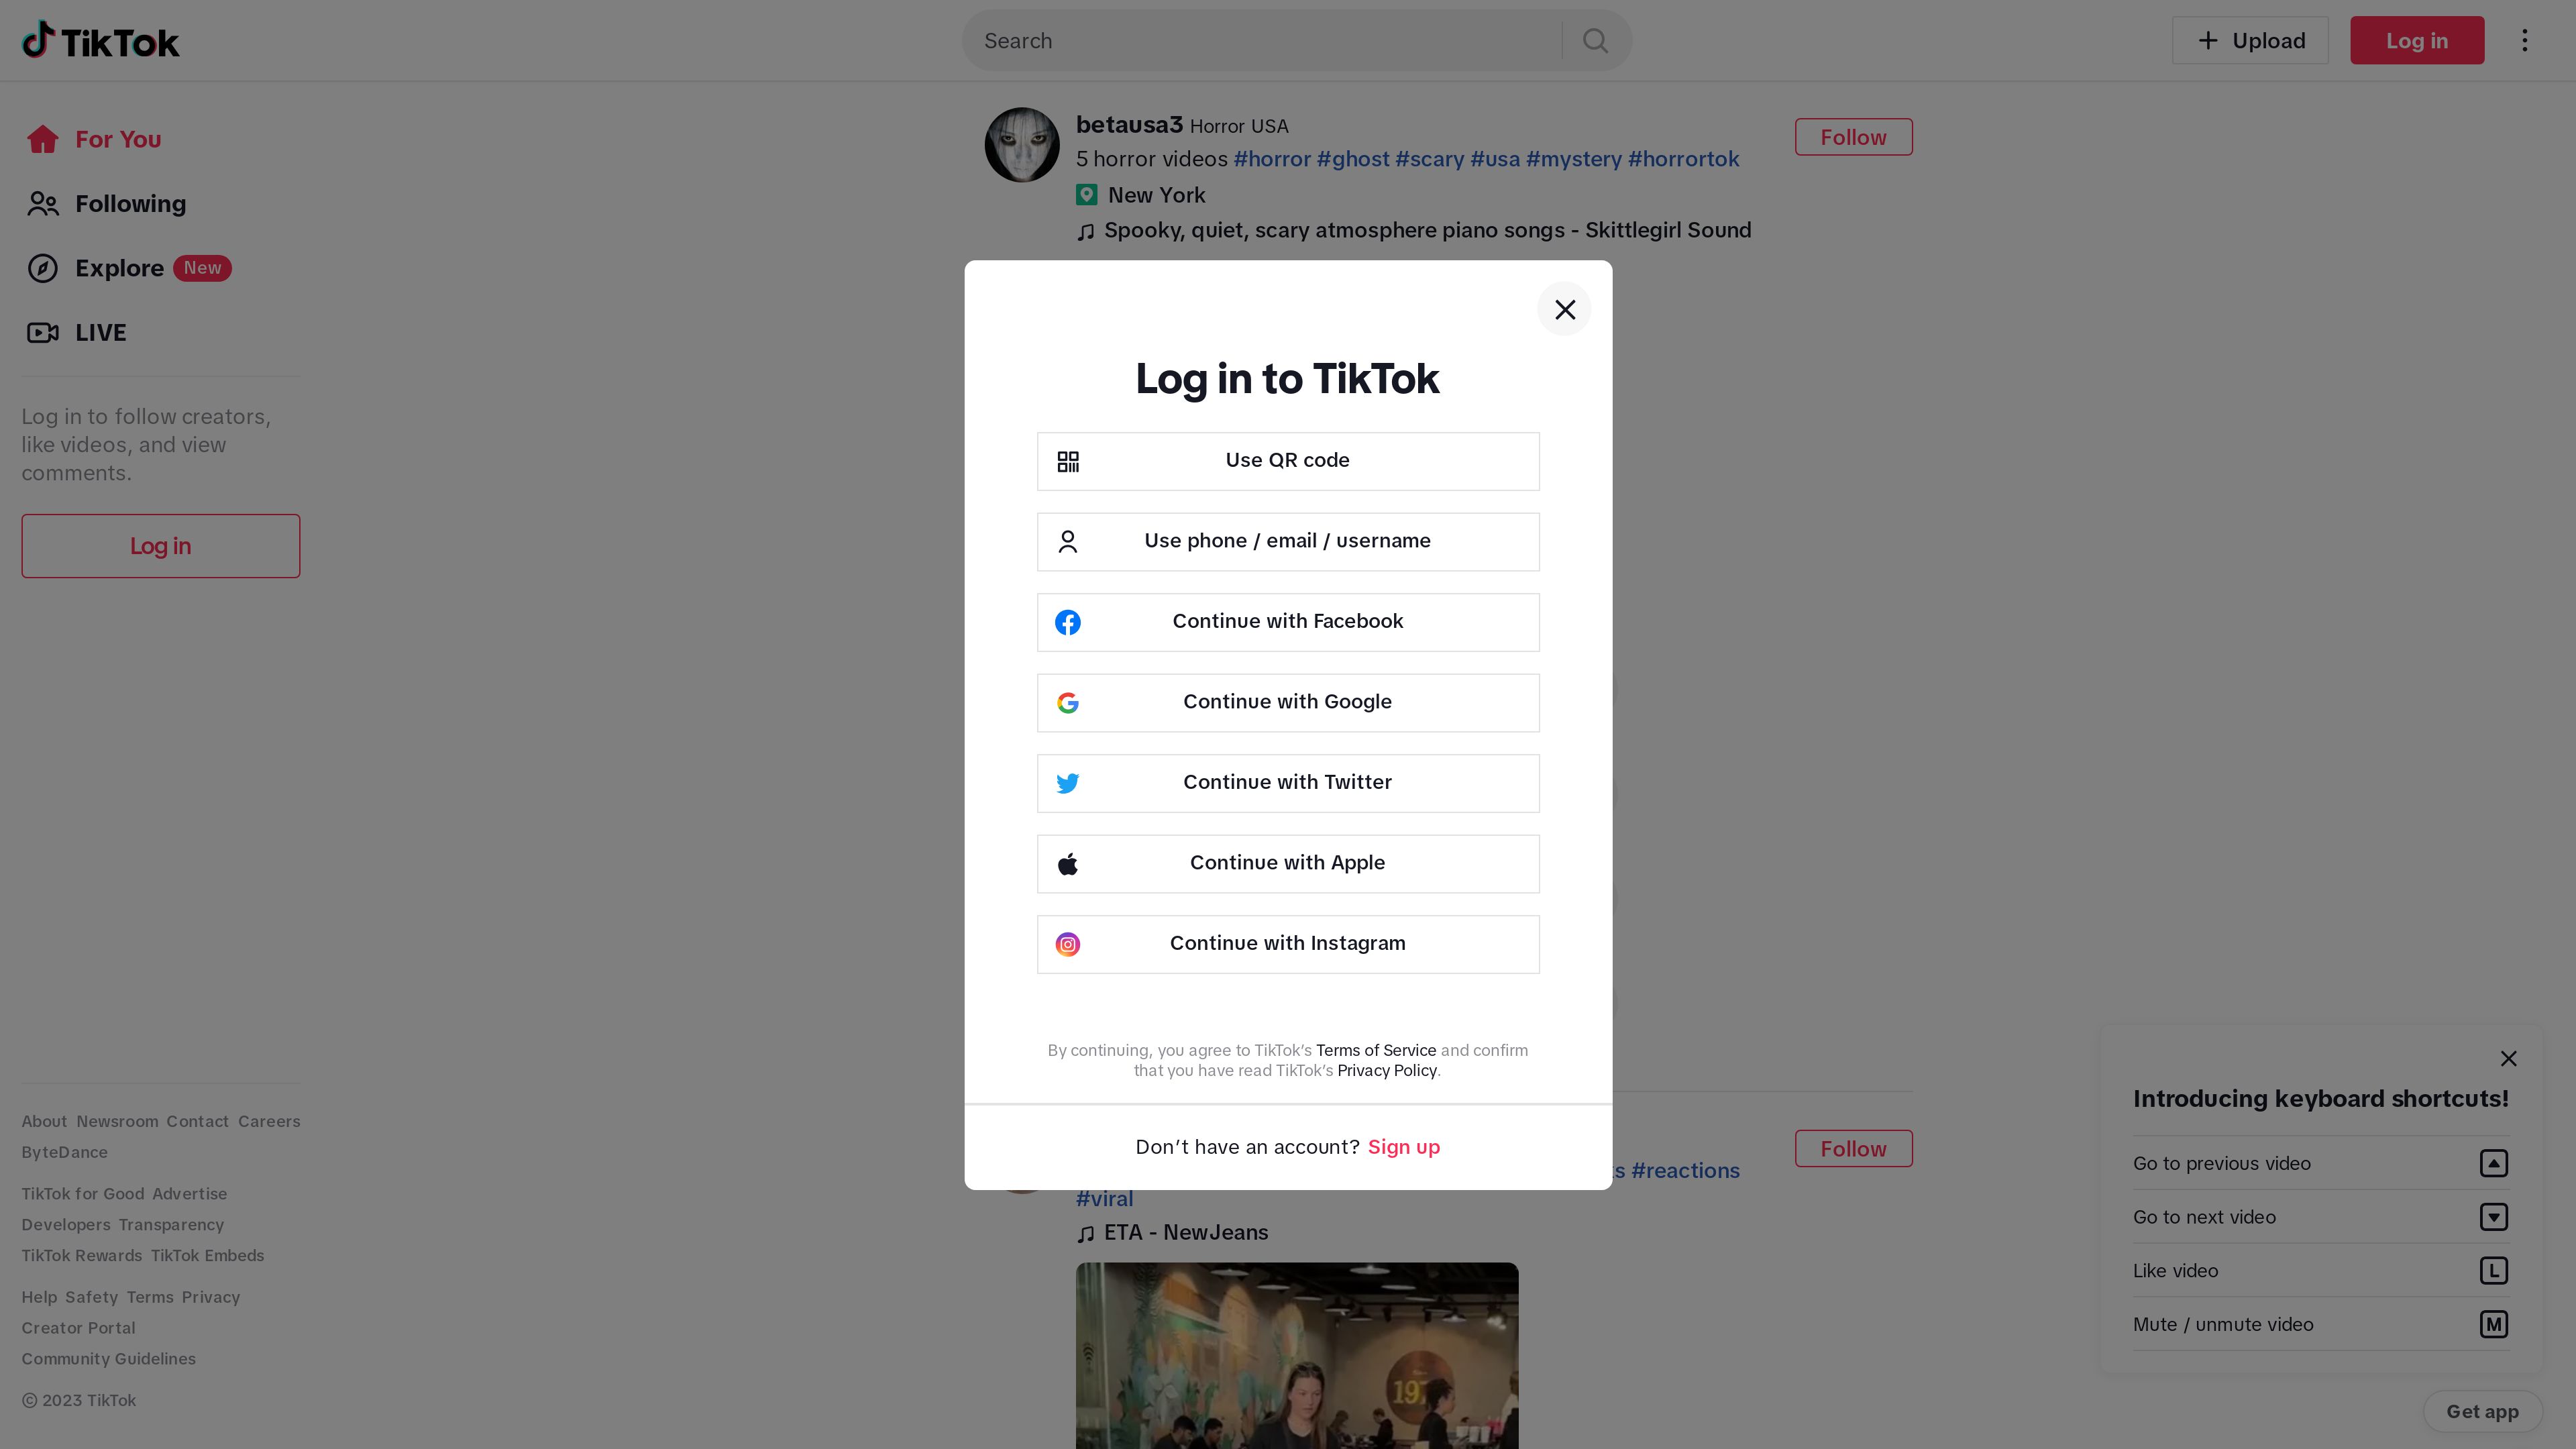 TikTok
Search
Upload
Log in
For You
Following
Explore New
LIVE
Log in to follow creators,
like videos, and view
comments.
Log in
About Newsroom Contact Careers
ByteDance
TikTok for Good Advertise
Developers Transparency
TikTok Rewards TikTok Embeds
Help Safety Terms Privacy
Creator Portal
Community Guidelines
© 2023 TikTok
betausa3 Horror USA
Follow
5 horror videos #horror #ghost #scary #usa #mystery #horrortok
New York
Spooky, quiet, scary atmosphere piano songs - Skittlegirl Sound
Log in to TikTok
Use QR code
Use phone / email / username
Continue with Facebook
Continue with Google
Continue with Twitter
Continue with Apple
Continue with Instagram
By continuing, you agree to TikTok’s Terms of Service and confirm
that you have read TikTok’s Privacy Policy.
Don’t have an account? Sign up
Follow
#reactions
#viral
ETA - NewJeans
Introducing keyboard shortcuts!
Go to previous video
Go to next video
Like video L
Mute / unmute video M
Get app